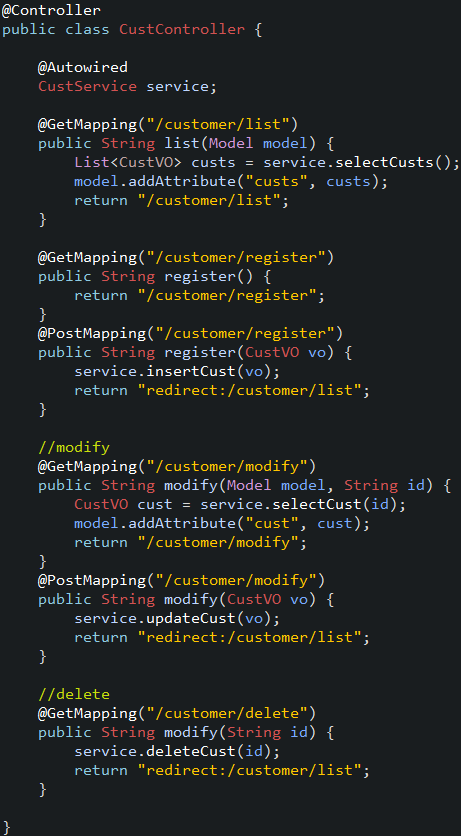 @Controller
public class CustController {
@Autowired
CustService service;
@GetMapping("/customer/list")
public String list(Model model) {
List<CustVO> custs = service.selectCusts();
model.addAttribute("custs", custs);
return "/customer/list";
}
@GetMapping("/customer/register")
public String register() {
return "/customer/register";
}
@PostMapping("/customer/register")
public String register(CustVO vo) {
service.insertCust(vo);
return "redirect:/customer/list";
}
//modify
@GetMapping("/customer/modify")
public String modify(Model model, String id) {
CustVO cust = service.selectCust(id);
model.addAttribute("cust", cust);
return "/customer/modify";
}
@PostMapping("/customer/modify")
public String modify(CustVO vo) {
service.updateCust(vo);
return "redirect:/customer/list";
}
//delete
@GetMapping("/customer/delete")
public String modify(String id) {
service.deleteCust(id);
return "redirect:/customer/list";
}
}